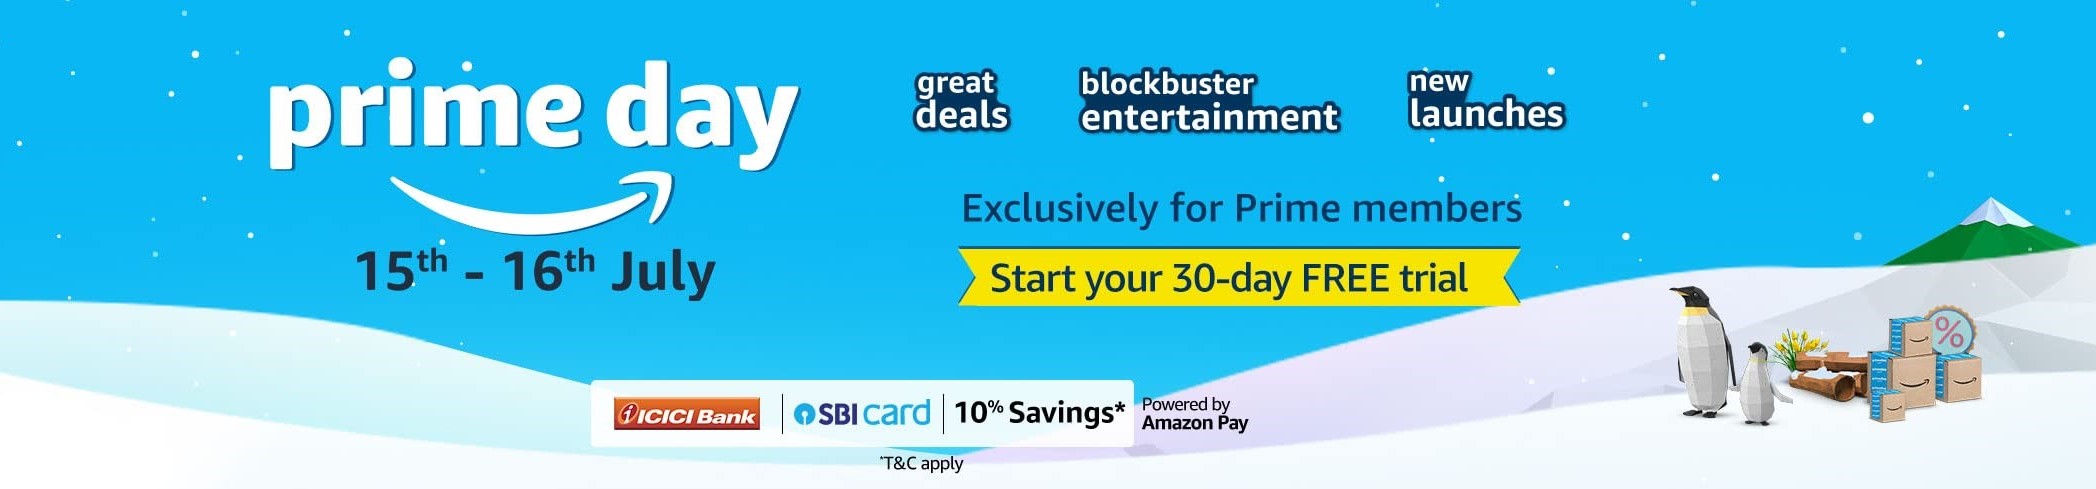 prime day
15th - 16th July
great
deals
blockbuster
entertainment
new
launches
Exclusively for Prime members
Start your 30-day FREE trial
%
ICICI Bank
SBI card
10% Savings*
Powered by
Amazon Pay
*T&C apply